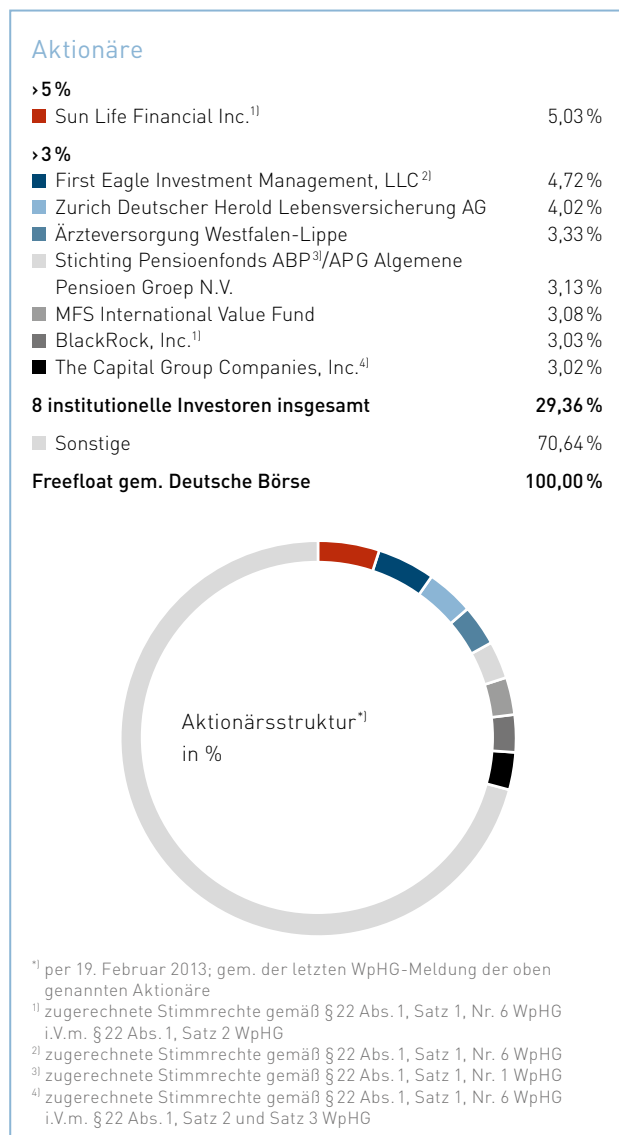 Aktionäre
›5 %
Sun Life Financial Inc.1) 5,03 %
›3 %
First Eagle Investment Management, LLC 2) 4,72 %
Zurich Deutscher Herold Lebensversicherung AG 4,02 %
Ärzteversorgung Westfalen-Lippe 3,33 %
Stichting Pensioenfonds ABP3)/APG Algemene
Pensioen Groep N.V. 3,13 %
MFS International Value Fund 3,08 %
BlackRock, Inc.1) 3,03 %
The Capital Group Companies, Inc.4) 3,02 %
8 institutionelle Investoren insgesamt 29,36 %
Sonstige 70,64 %
Freefloat gem. Deutsche Börse 100,00 %
Aktionärsstruktur*)
in %
*) per 19. Februar 2013; gem. der letzten WpHG-Meldung der oben
genannten Aktionäre
1) zugerechnete Stimmrechte gemäß § 22 Abs. 1, Satz 1, Nr. 6 WpHG
i.V.m. § 22 Abs. 1, Satz 2 WpHG
2) zugerechnete Stimmrechte gemäß § 22 Abs. 1, Satz 1, Nr. 6 WpHG
3) zugerechnete Stimmrechte gemäß § 22 Abs. 1, Satz 1, Nr. 1 WpHG
4) zugerechnete Stimmrechte gemäß § 22 Abs. 1, Satz 1, Nr. 6 WpHG
i.V.m. § 22 Abs. 1, Satz 2 und Satz 3 WpHG